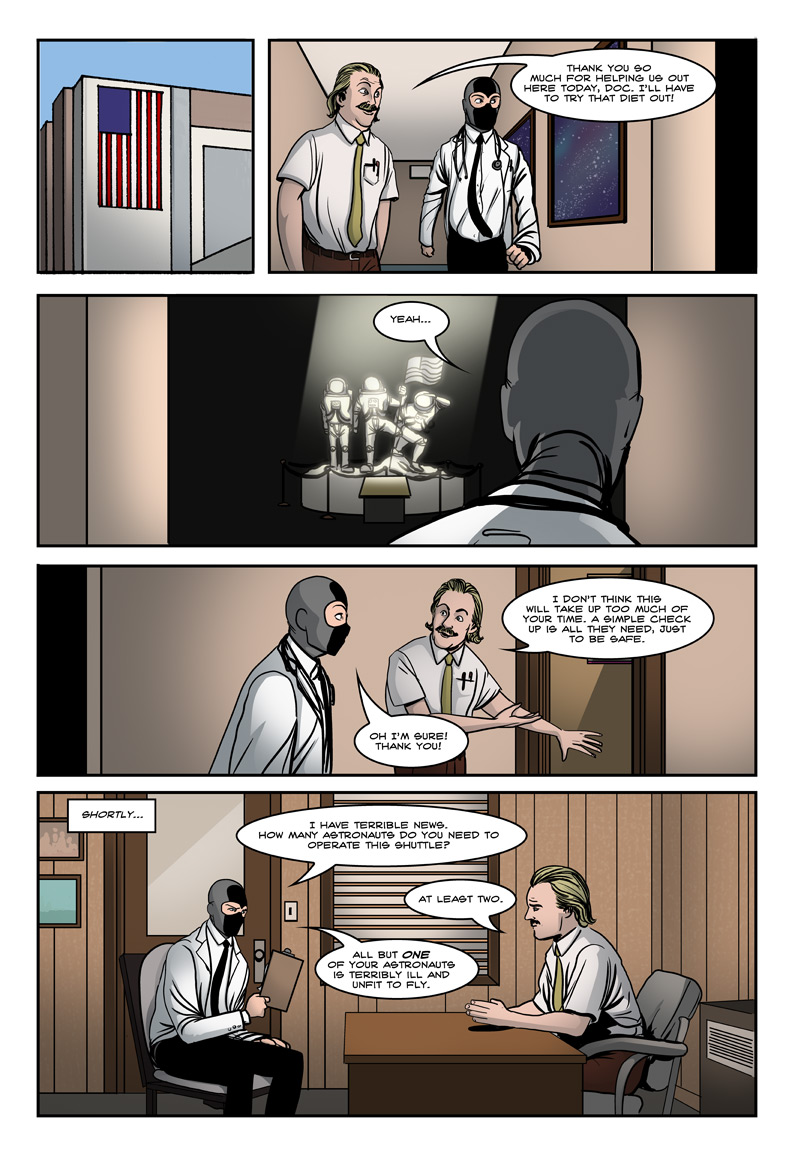 THANK YOU SO
MUCH FOR HELPING US OUT
HERE TODAY, DOC. I'LL HAVE
TO TRY THAT DIET OUT!
YEAH...
I DON'T THINK THIS
WILL TAKE UP TOO MUCH OF
YOUR TIME. A SIMPLE CHECK
UP IS ALL THEY NEED, JUST
TO BE SAFE.
OH I'M SURE!
THANK YOU!
SHORTLY...
I HAVE TERRIBLE NEWS.
HOW MANY ASTRONAUTS DO YOU NEED TO
OPERATE THIS SHUTTLE?
AT LEAST TWO.
ALL BUT ONE
OF YOUR ASTRONAUTS
IS TERRIBLY ILL AND
UNFIT TO FLY.